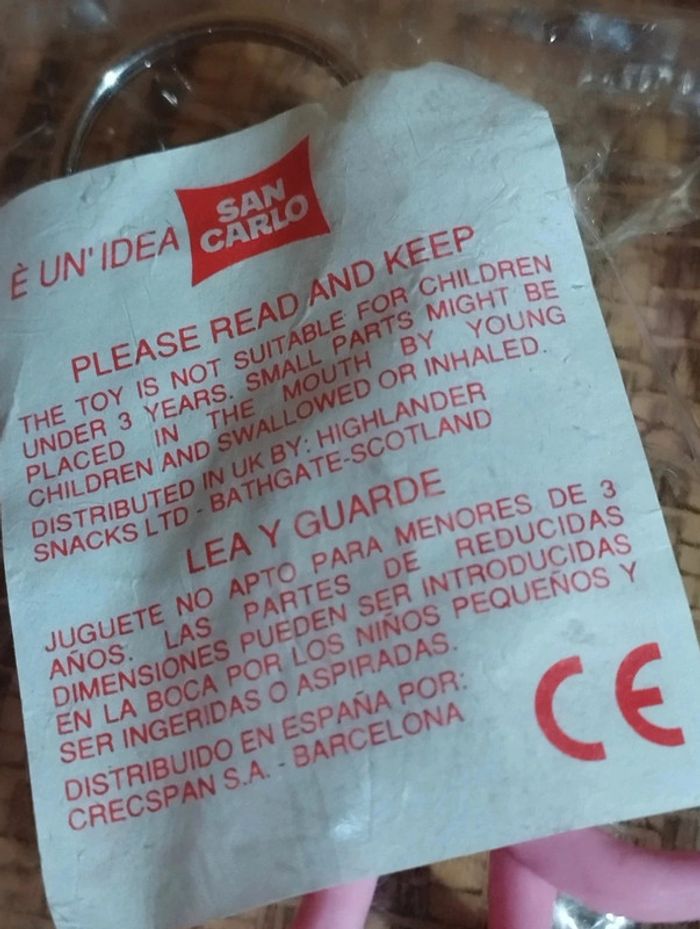 È UN'IDEA SAN CARLO
PLEASE READ AND KEEP
THE TOY IS NOT SUITABLE FOR CHILDREN
UNDER 3 YEARS. SMALL PARTS MIGHT BE
PLACED IN THE MOUTH BY YOUNG
CHILDREN AND SWALLOWED OR INHALED.
DISTRIBUTED IN UK BY: HIGHLANDER
SNACKS LTD - BATHGATE-SCOTLAND
LEA Y GUARDE
JUGUETE NO APTO PARA MENORES DE 3
AÑOS. LAS PARTES DE REDUCIDAS
DIMENSIONES PUEDEN SER INTRODUCIDAS
EN LA BOCA POR LOS NIÑOS PEQUEÑOS Y
SER INGERIDAS O ASPIRADAS.
DISTRIBUIDO EN ESPAÑA POR:
CRECSPAN S.A. - BARCELONA
CE